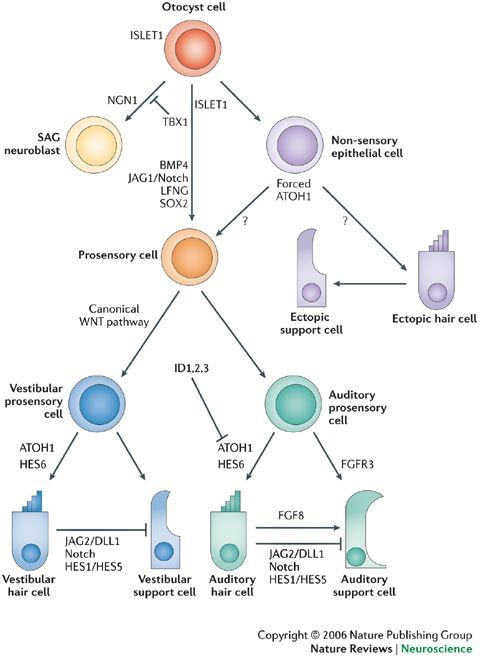 Otocyst cell
ISLET1
NGN1
ISLET1
TBX1
SAG
neuroblast
Non-sensory
epithelial cell
BMP4
JAG1/Notch
LFNG
SOX2
Forced
ATOH1
?
?
Prosensory cell
Ectopic
support cell
Ectopic hair cell
Canonical
WNT pathway
ID1,2,3
Vestibular
prosensory
cell
Auditory
prosensory
cell
ATOH1
HES6
ATOH1
HES6
FGFR3
FGF8
JAG2/DLL1
Notch
HES1/HES5
JAG2/DLL1
Notch
HES1/HES5
Vestibular
hair cell
Vestibular
support cell
Auditory
hair cell
Auditory
support cell
Copyright © 2006 Nature Publishing Group
Nature Reviews | Neuroscience